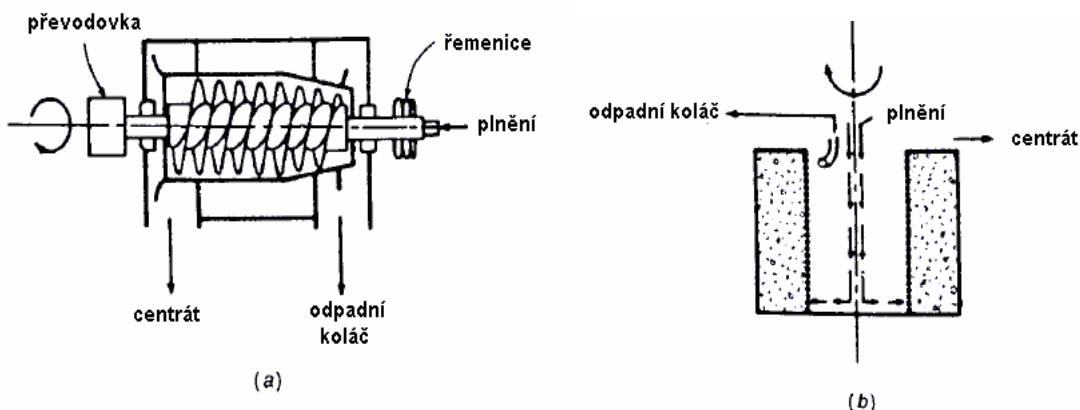 převodovka
řemenice
plnění
centrát
odpadní
koláč
(a)
odpadní koláč
plnění
centrát
(b)